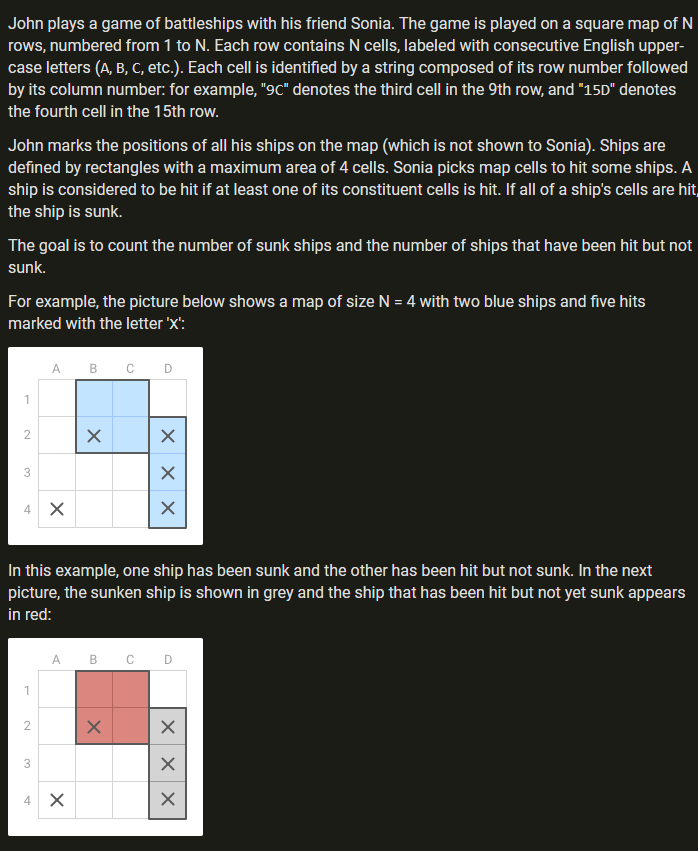 John plays a game of battleships with his friend Sonia. The game is played on a square map of N
rows, numbered from 1 to N. Each row contains N cells, labeled with consecutive English upper-
case letters (A, B, C, etc.). Each cell is identified by a string composed of its row number followed
by its column number: for example, "9C" denotes the third cell in the 9th row, and "15D" denotes
the fourth cell in the 15th row.
John marks the positions of all his ships on the map (which is not shown to Sonia). Ships are
defined by rectangles with a maximum area of 4 cells. Sonia picks map cells to hit some ships. A
ship is considered to be hit if at least one of its constituent cells is hit. If all of a ship's cells are hit,
the ship is sunk.
The goal is to count the number of sunk ships and the number of ships that have been hit but not
sunk.
For example, the picture below shows a map of size N = 4 with two blue ships and five hits
marked with the letter 'X':
A B C D
1
2 X X
3 X
4 X X
In this example, one ship has been sunk and the other has been hit but not sunk. In the next
picture, the sunken ship is shown in grey and the ship that has been hit but not yet sunk appears
in red:
A B C D
1
2 X X
3 X
4 X X